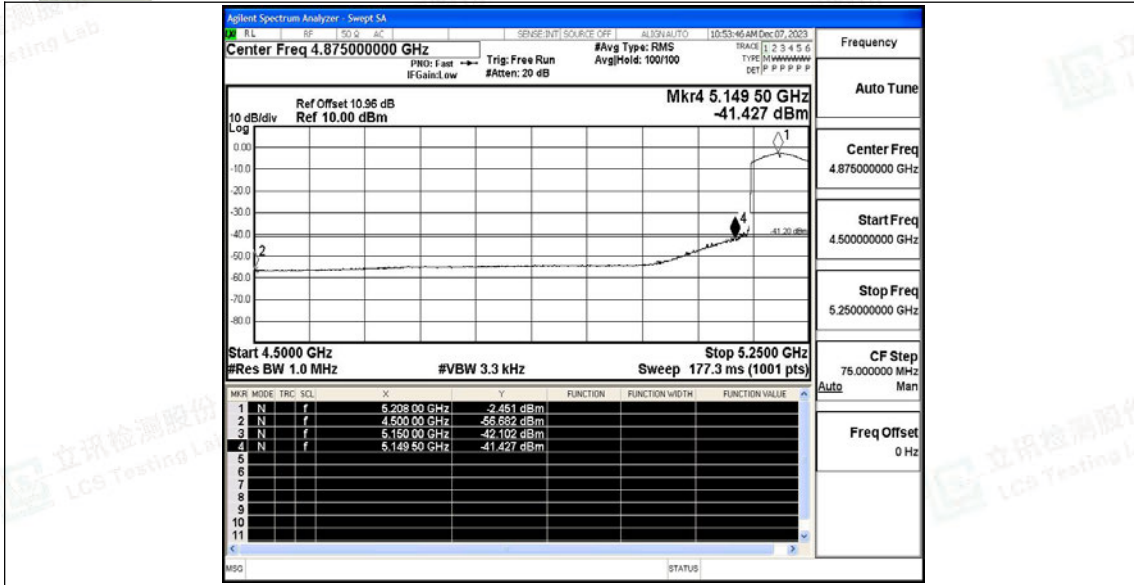 Agilent Spectrum Analyzer - Swept SA
RL RF 50 Ω AC SENSE:INT SOURCE OFF ALIGNAUTO 10:53:46 AM Dec 07, 2023
Center Freq 4.875000000 GHz #Avg Type: RMS TRACE 1 2 3 4 5 6
PNO: Fast Trig: Free Run Avg|Hold: 100/100 TYPE M WWWWW
IFGain:Low #Atten: 20 dB DET P P P P P P
Frequency
Mkr4 5.149 50 GHz
-41.427 dBm
Ref Offset 10.96 dB
10 dB/div Ref 10.00 dBm
Log
0.00
-10.0
-20.0
-30.0
-40.0
-50.0
-60.0
-70.0
-80.0
1
2
4
-41.20 dBm
Start 4.5000 GHz Stop 5.2500 GHz
#Res BW 1.0 MHz #VBW 3.3 kHz Sweep 177.3 ms (1001 pts)
MKR MODE TRC SCL X Y FUNCTION FUNCTION WIDTH FUNCTION VALUE
1 N f 5.208 00 GHz -2.451 dBm
2 N f 4.500 00 GHz -56.682 dBm
3 N f 5.150 00 GHz -42.102 dBm
4 N f 5.149 50 GHz -41.427 dBm
5
6
7
8
9
10
11
MSG STATUS
Auto Tune
Center Freq
4.875000000 GHz
Start Freq
4.500000000 GHz
Stop Freq
5.250000000 GHz
CF Step
75.000000 MHz
Auto Man
Freq Offset
0 Hz
立讯检测股份
LCS Testing Lab
立讯检测股份
LCS Testing L